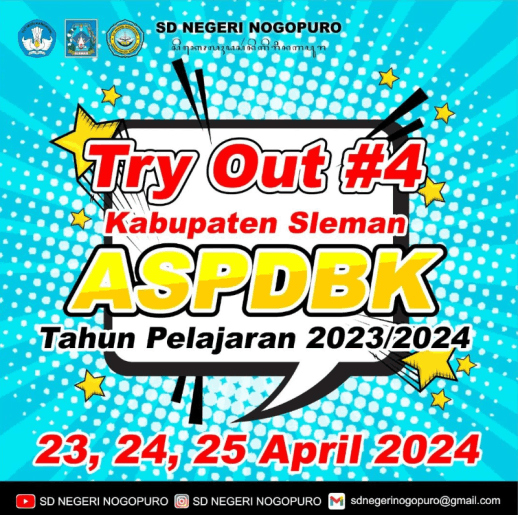 SD NEGERI NOGOPURO
Try Out #4
Kabupaten Sleman
ASPDBK
Tahun Pelajaran 2023/2024
23, 24, 25 April 2024
SD NEGERI NOGOPURO SD NEGERI NOGOPURO sdnegerinogopuro@gmail.com